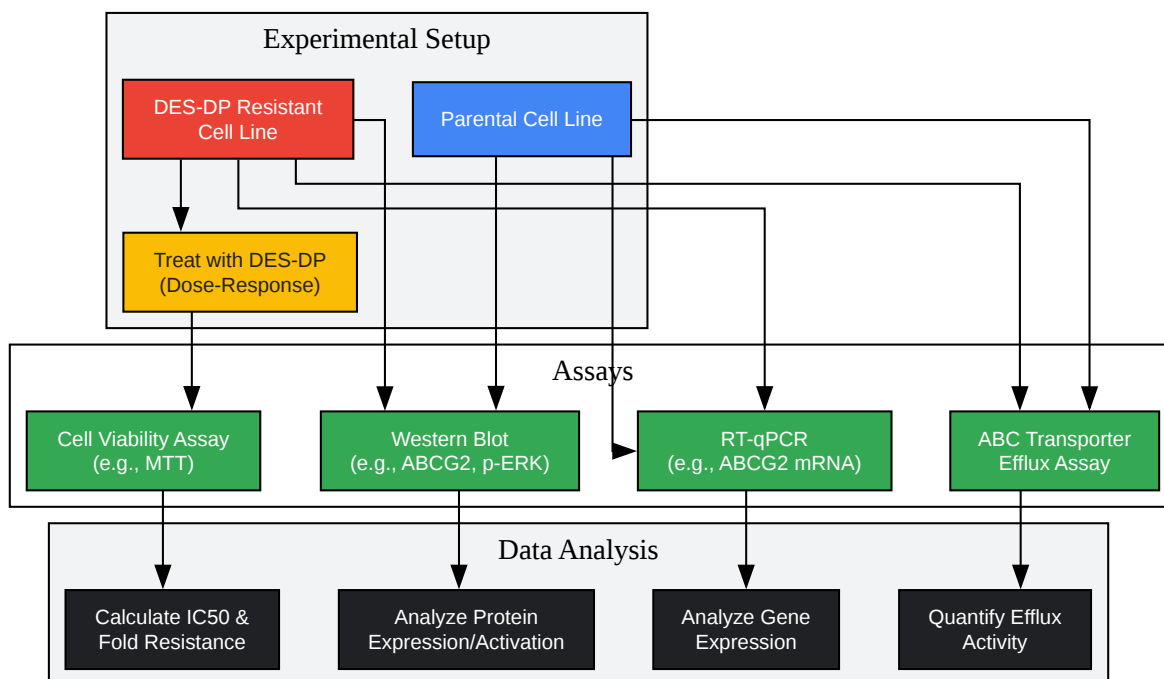 Experimental Setup
DES-DP Resistant
Cell Line
Parental Cell Line
Treat with DES-DP
(Dose-Response)
Assays
Cell Viability Assay
(e.g., MTT)
Western Blot
(e.g., ABCG2, p-ERK)
RT-qPCR
(e.g., ABCG2 mRNA)
ABC Transporter
Efflux Assay
Data Analysis
Calculate IC50 &
Fold Resistance
Analyze Protein
Expression/Activation
Analyze Gene
Expression
Quantify Efflux
Activity